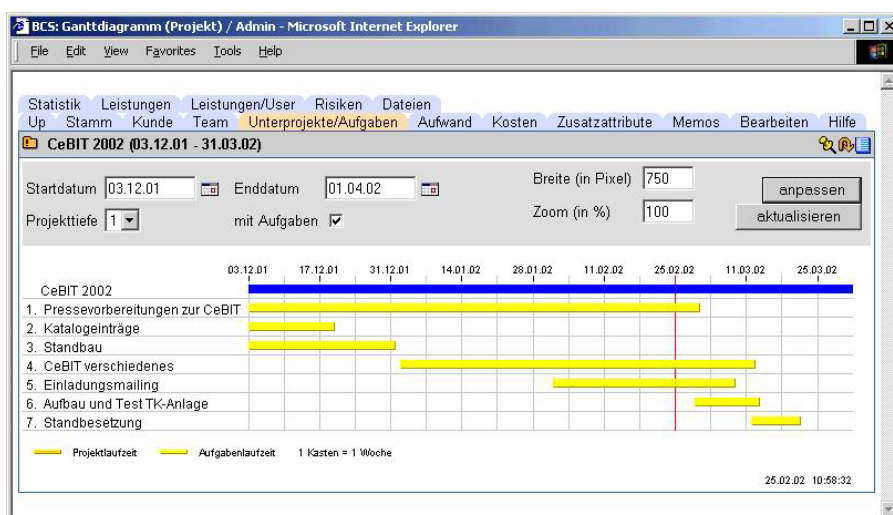 BCS: Ganttdiagramm (Projekt) / Admin - Microsoft Internet Explorer
File Edit View Favorites Tools Help
Statistik Leistungen Leistungen/User Risiken Dateien
Up Stamm Kunde Team Unterprojekte/Aufgaben Aufwand Kosten Zusatzattribute Memos Bearbeiten Hilfe
CeBIT 2002 (03.12.01 - 31.03.02)
Startdatum 03.12.01 Enddatum 01.04.02 Breite (in Pixel) 750 anpassen
Projekttiefe 1 mit Aufgaben Zoom (in %) 100 aktualisieren
03.12.01 17.12.01 31.12.01 14.01.02 28.01.02 11.02.02 25.02.02 11.03.02 25.03.02
CeBIT 2002
1. Pressevorbereitungen zur CeBIT
2. Katalogeinträge
3. Standbau
4. CeBIT verschiedenes
5. Einladungsmailing
6. Aufbau und Test TK-Anlage
7. Standbesetzung
Projektlaufzeit Aufgabenlaufzeit 1 Kasten = 1 Woche
25.02.02 10:58:32